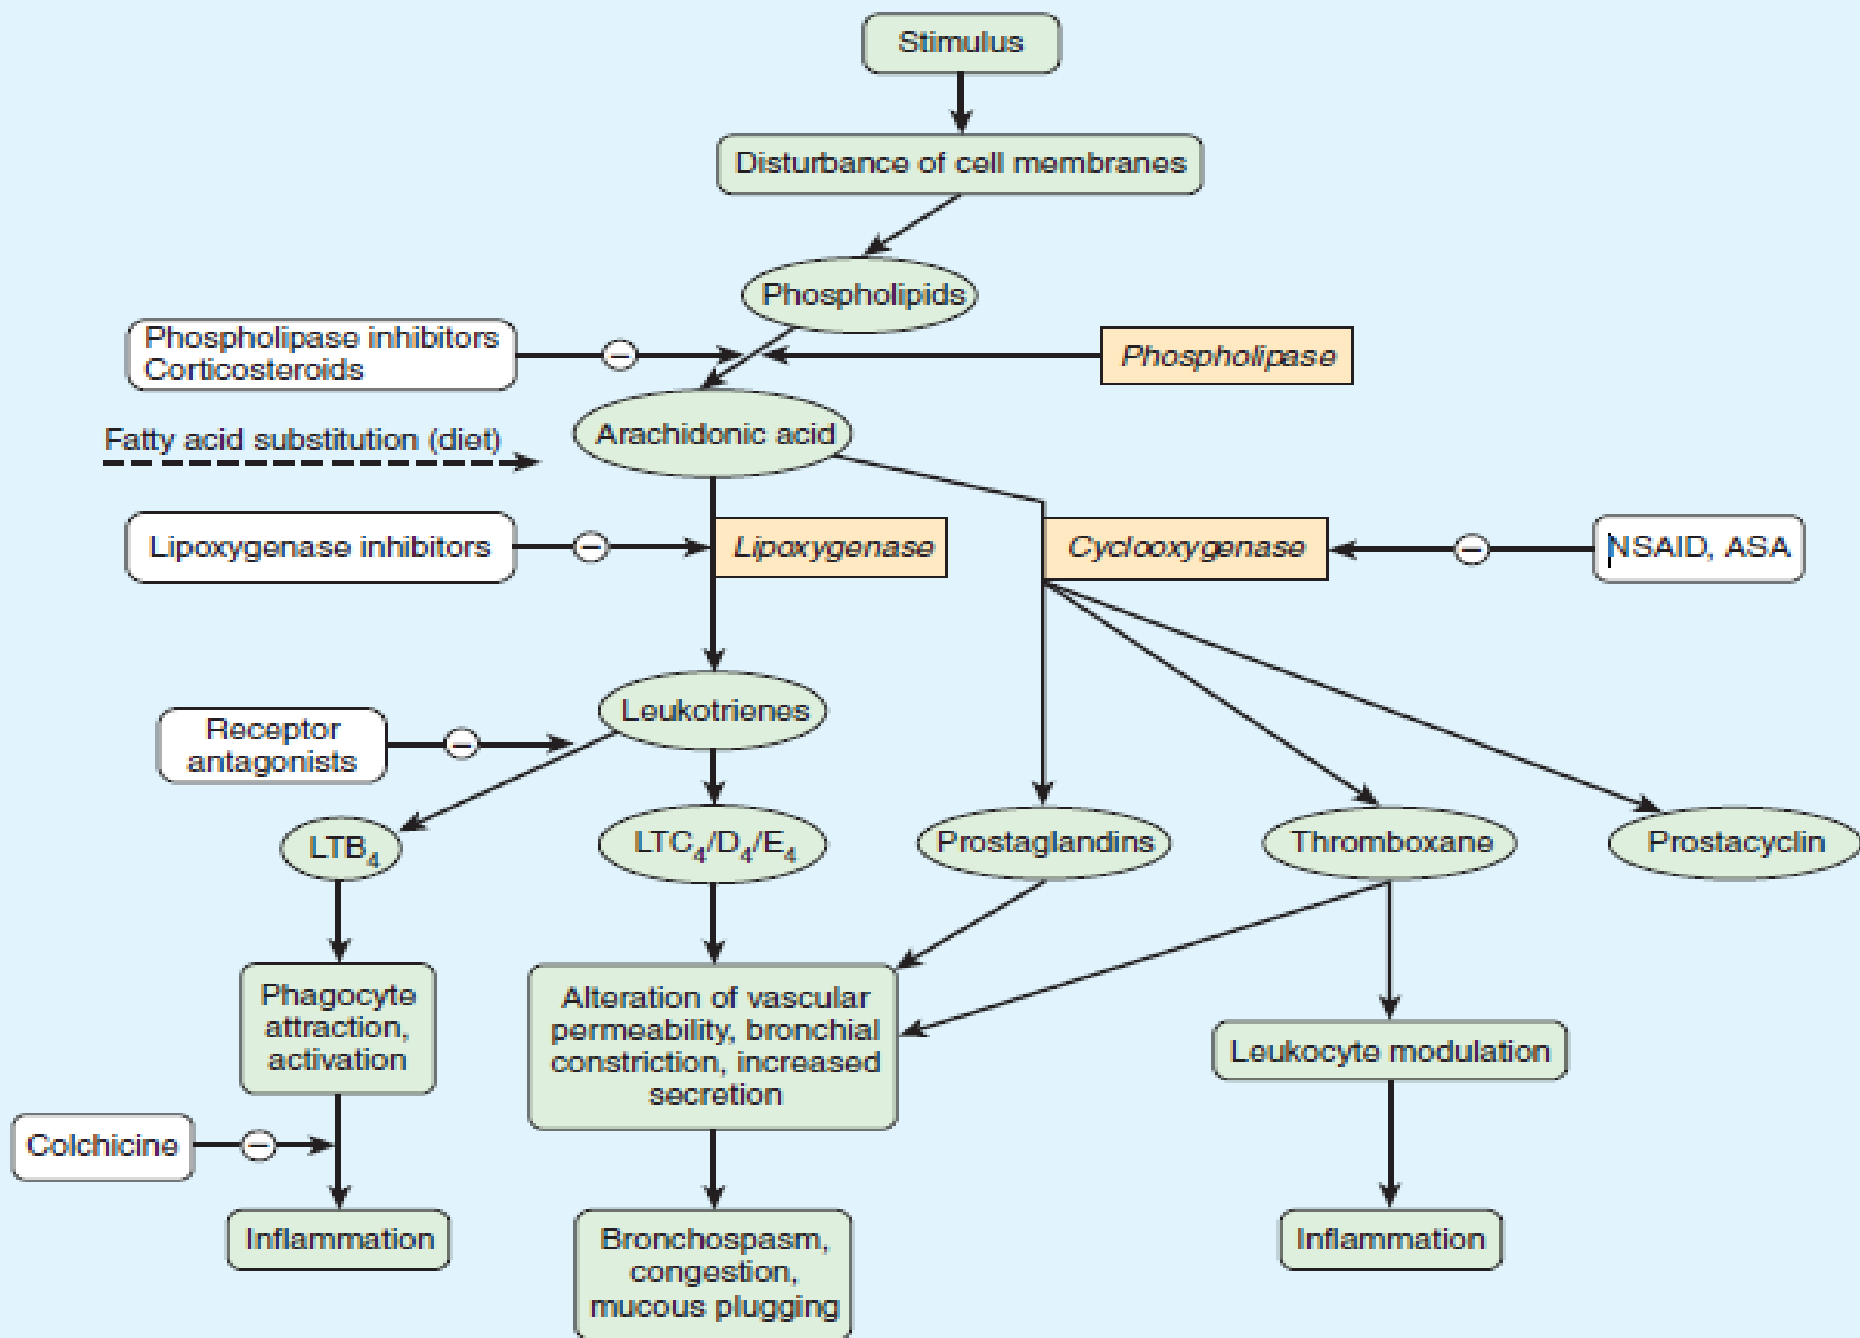 Stimulus
Disturbance of cell membranes
Phospholipids
Phospholipase inhibitors
Corticosteroids
Phospholipase
Fatty acid substitution (diet)
Arachidonic acid
Lipoxygenase inhibitors
Lipoxygenase
Cyclooxygenase
NSAID, ASA
Leukotrienes
Receptor
antagonists
LTB₄
LTC₄/D₄/E₄
Prostaglandins
Thromboxane
Prostacyclin
Phagocyte
attraction,
activation
Alteration of vascular
permeability, bronchial
constriction, increased
secretion
Leukocyte modulation
Colchicine
Inflammation
Bronchospasm,
congestion,
mucous plugging
Inflammation